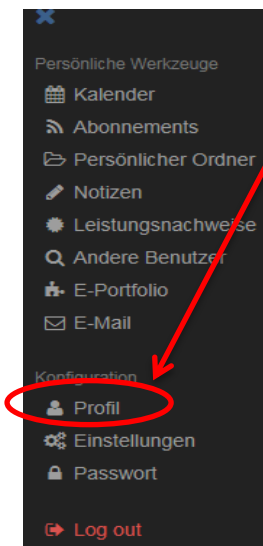 Persönliche Werkzeuge
Kalender
Abonnements
Persönlicher Ordner
Notizen
Leistungsnachweise
Andere Benutzer
E-Portfolio
E-Mail
Konfiguration
Profil
Einstellungen
Passwort
Log out